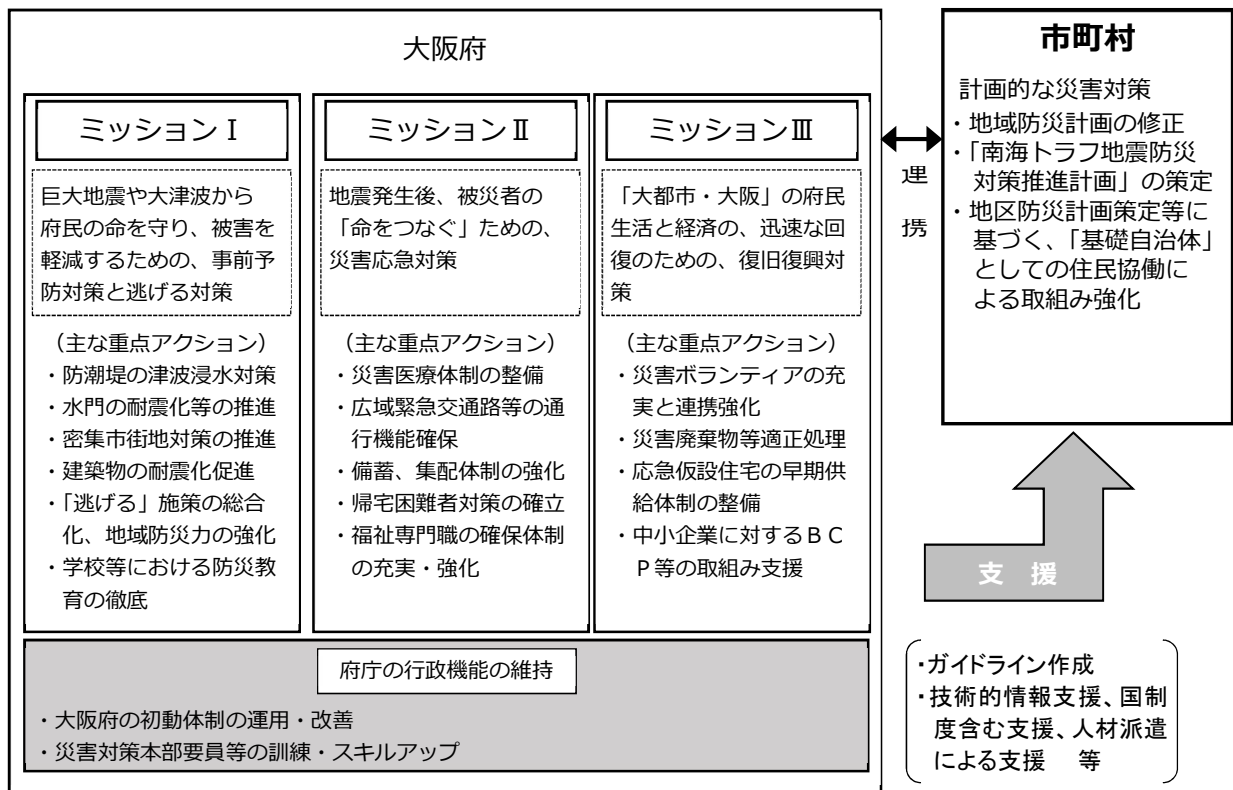 大阪府
ミッションⅠ
巨大地震や大津波から
府民の命を守り、被害を
軽減するための、事前予
防対策と逃げる対策
（主な重点アクション）
・防潮堤の津波浸水対策
・水門の耐震化等の推進
・密集市街地対策の推進
・建築物の耐震化促進
・「逃げる」施策の総合
化、地域防災力の強化
・学校等における防災教
育の徹底
ミッションⅡ
地震発生後、被災者の
「命をつなぐ」ための、
災害応急対策
（主な重点アクション）
・災害医療体制の整備
・広域緊急交通路等の通
行機能確保
・備蓄、集配体制の強化
・帰宅困難者対策の確立
・福祉専門職の確保体制
の充実・強化
ミッションⅢ
「大都市・大阪」の府民
生活と経済の、迅速な回
復のための、復旧復興対
策
（主な重点アクション）
・災害ボランティアの充
実と連携強化
・災害廃棄物等適正処理
・応急仮設住宅の早期供
給体制の整備
・中小企業に対するＢＣ
Ｐ等の取組み支援
府庁の行政機能の維持
・大阪府の初動体制の運用・改善
・災害対策本部要員等の訓練・スキルアップ
連
携
市町村
計画的な災害対策
・地域防災計画の修正
・「南海トラフ地震防災
対策推進計画」の策定
・地区防災計画策定等に
基づく、「基礎自治体」
としての住民協働に
よる取組み強化
支　援
・ガイドライン作成
・技術的情報支援、国制
度含む支援、人材派遣
による支援　等